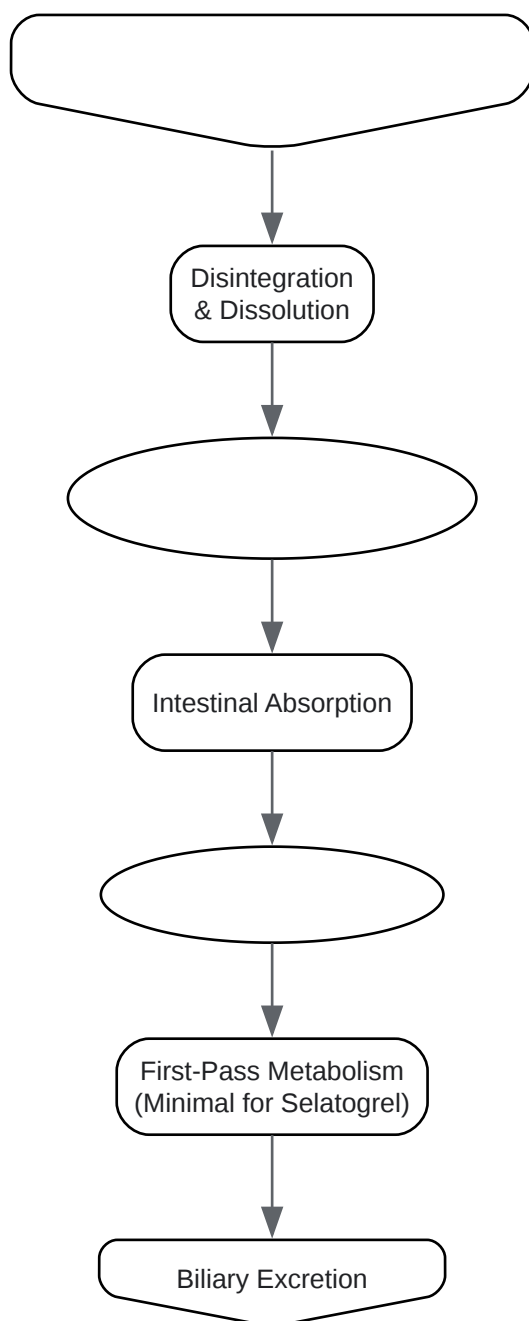 Disintegration
& Dissolution
Intestinal Absorption
First-Pass Metabolism
(Minimal for Selatogrel)
Biliary Excretion